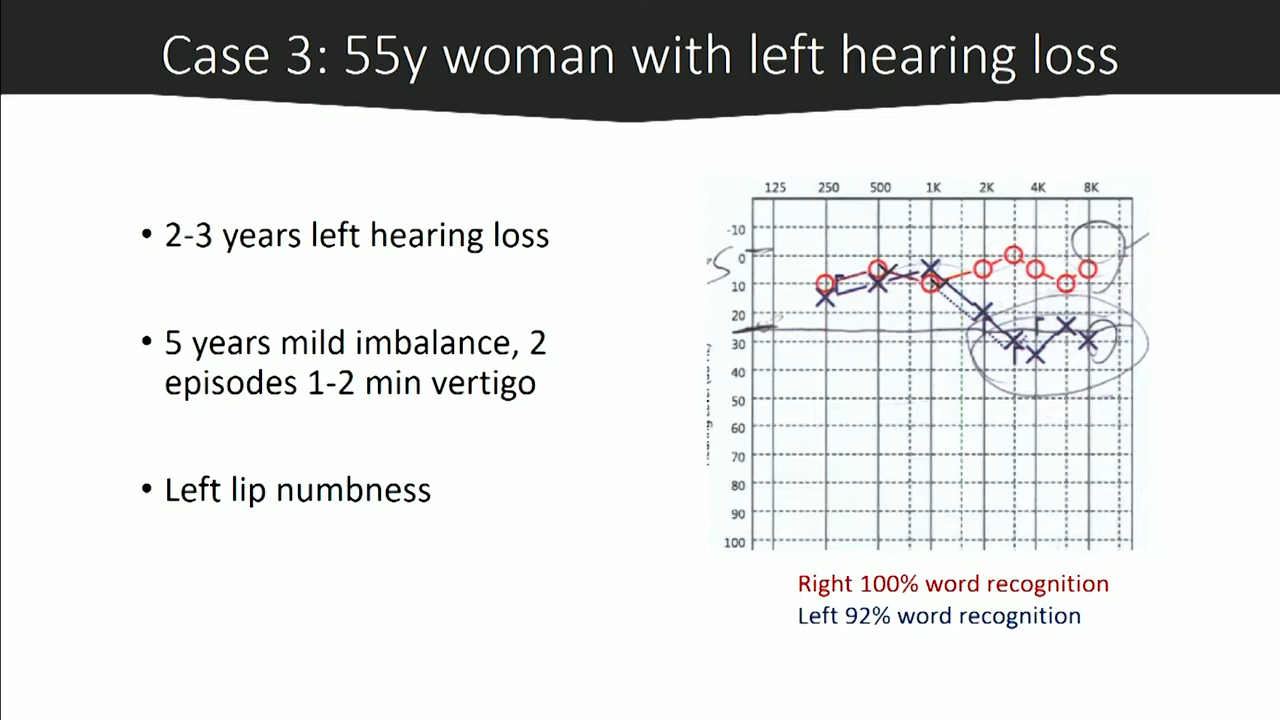 Case 3: 55y woman with left hearing loss
• 2-3 years left hearing loss
• 5 years mild imbalance, 2
episodes 1-2 min vertigo
• Left lip numbness
125 250 500 1K 2K 4K 8K
-10
0
10
20
30
40
50
60
70
80
90
100
Right 100% word recognition
Left 92% word recognition